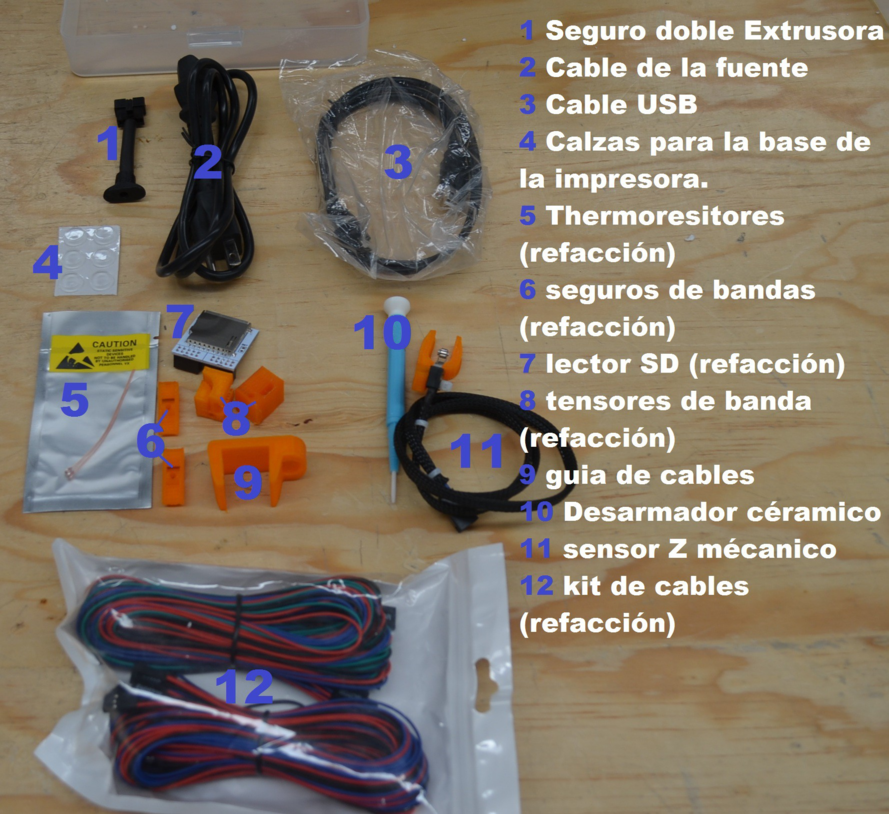 1 Seguro doble Extrusora
2 Cable de la fuente
3 Cable USB
4 Calzas para la base de
la impresora.
5 Thermoresitores
(refacción)
6 seguros de bandas
(refacción)
7 lector SD (refacción)
8 tensores de banda
(refacción)
9 guia de cables
10 Desarmador céramico
11 sensor Z mécanico
12 kit de cables
(refacción)
1
2
3
4
7
10
CAUTION
5
8
6
11
9
12